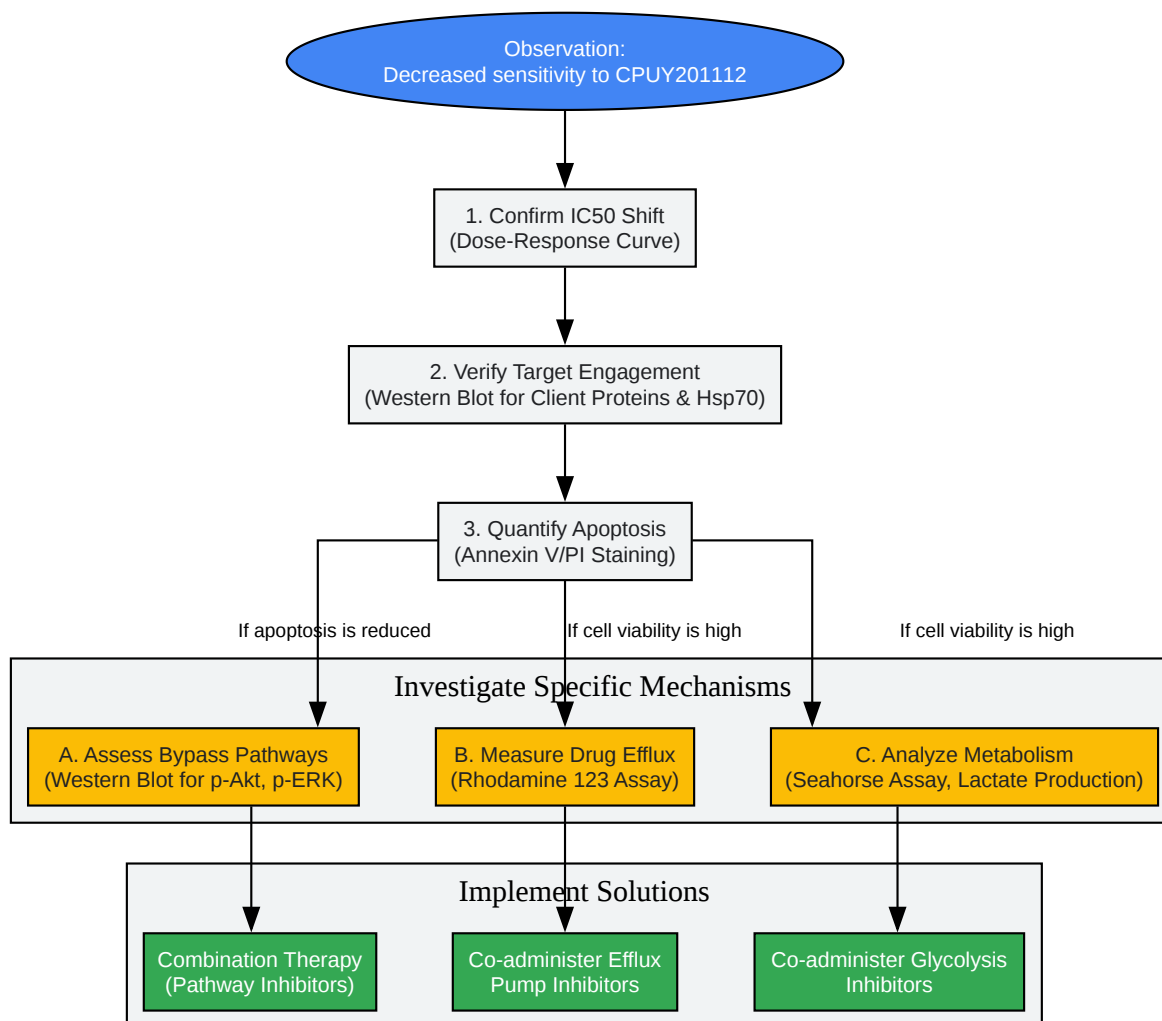 Observation:
Decreased sensitivity to CPUY201112
1. Confirm IC50 Shift
(Dose-Response Curve)
2. Verify Target Engagement
(Western Blot for Client Proteins & Hsp70)
3. Quantify Apoptosis
(Annexin V/PI Staining)
If apoptosis is reduced
If cell viability is high
If cell viability is high
Investigate Specific Mechanisms
A. Assess Bypass Pathways
(Western Blot for p-Akt, p-ERK)
B. Measure Drug Efflux
(Rhodamine 123 Assay)
C. Analyze Metabolism
(Seahorse Assay, Lactate Production)
Implement Solutions
Combination Therapy
(Pathway Inhibitors)
Co-administer Efflux
Pump Inhibitors
Co-administer Glycolysis
Inhibitors